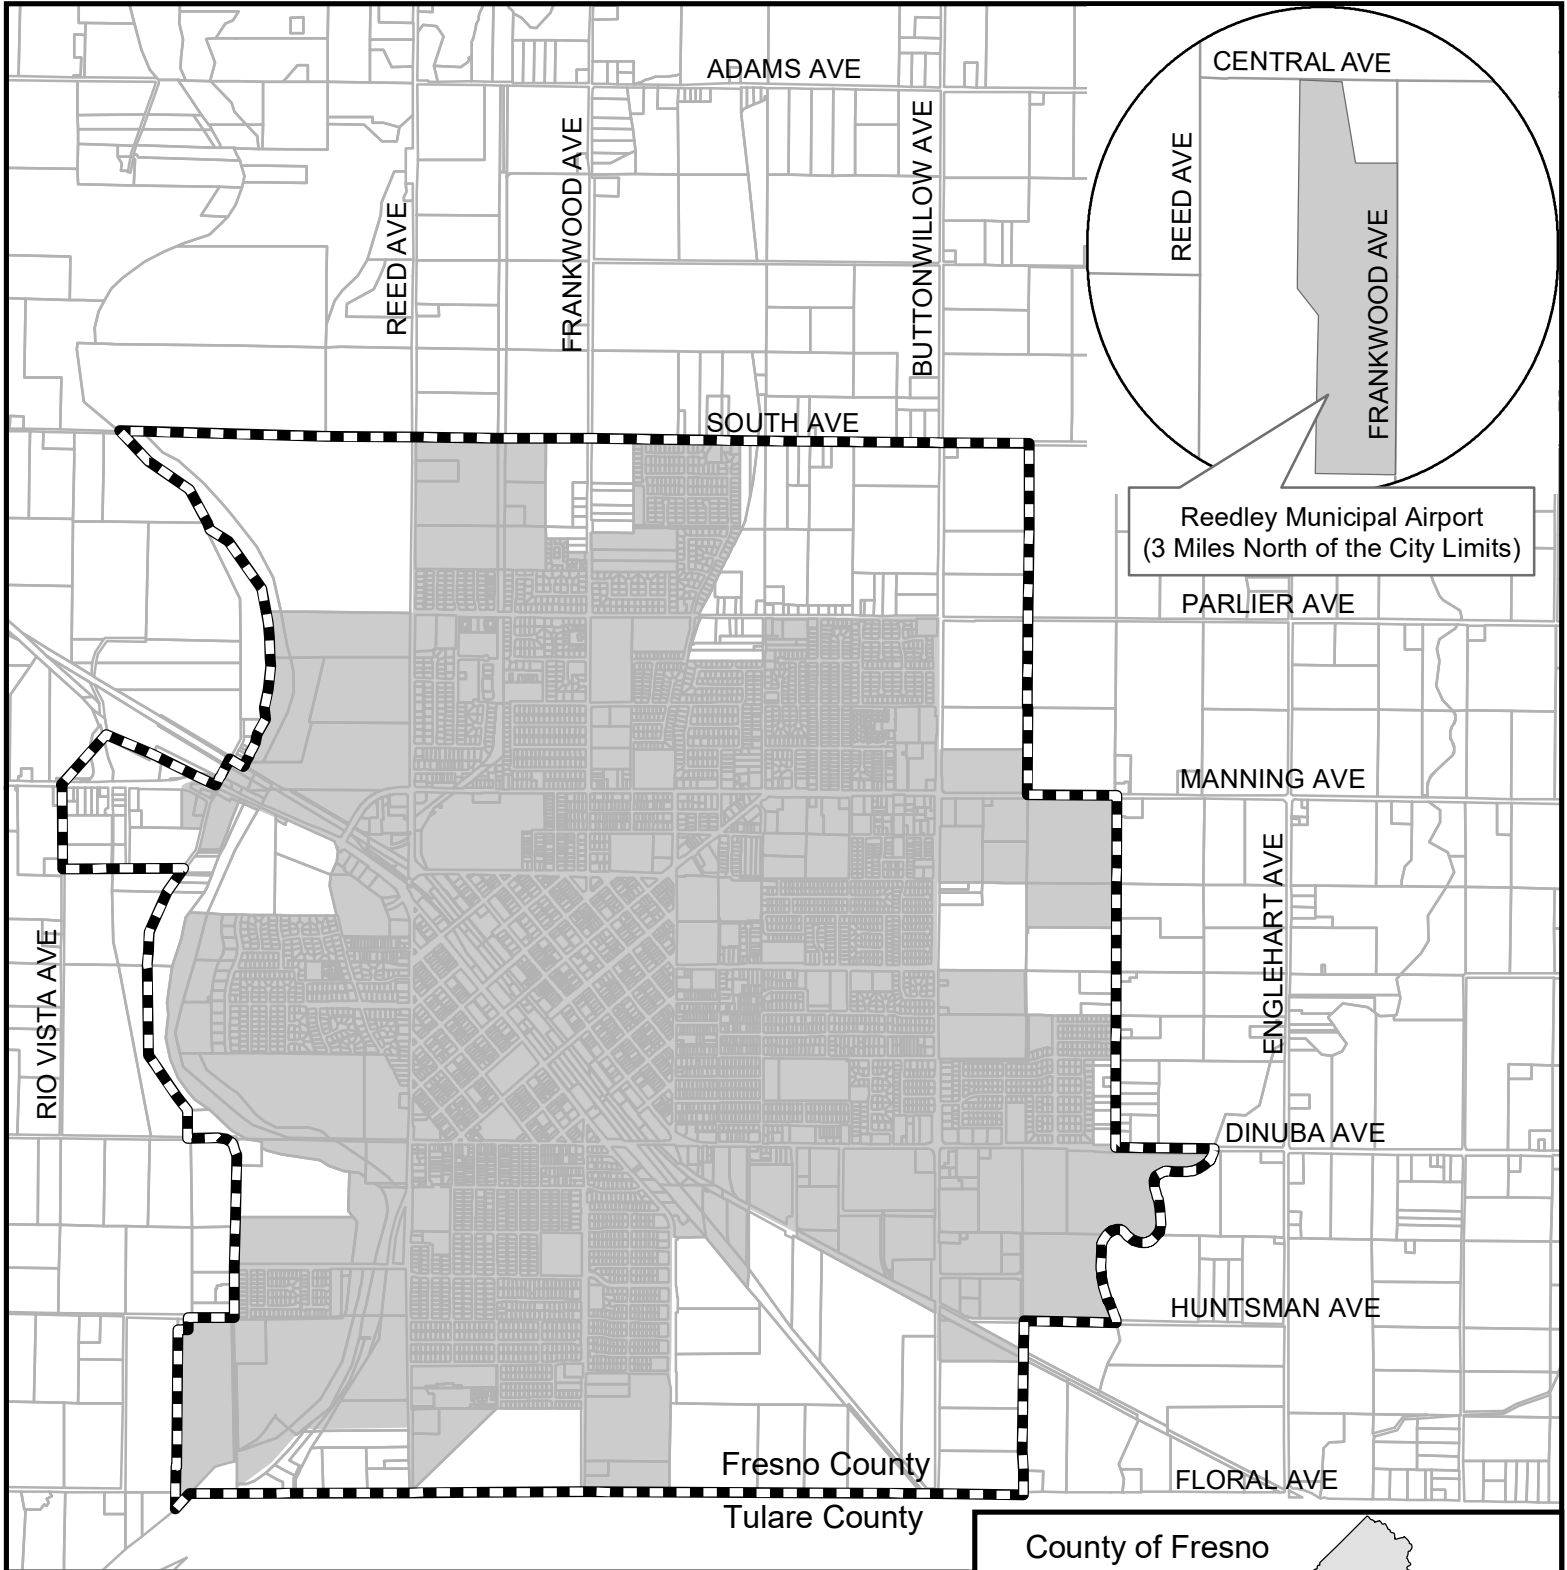 ADAMS AVE
CENTRAL AVE
REED AVE
FRANKWOOD AVE
BUTTONWILLOW AVE
REED AVE
FRANKWOOD AVE
SOUTH AVE
Reedley Municipal Airport
(3 Miles North of the City Limits)
PARLIER AVE
MANNING AVE
ENGLEHART AVE
RIO VISTA AVE
DINUBA AVE
HUNTSMAN AVE
Fresno County
FLORAL AVE
Tulare County
County of Fresno